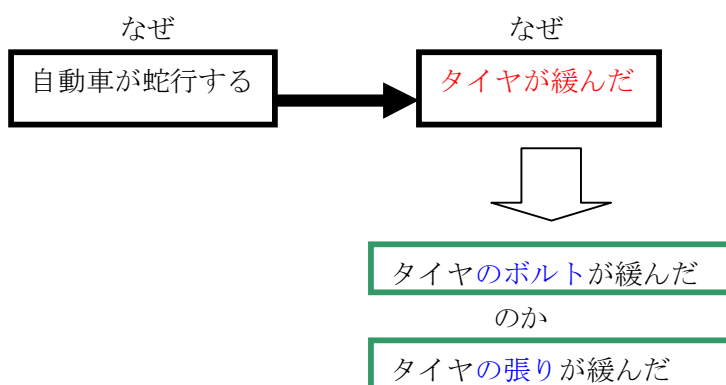 なぜ
なぜ
自動車が蛇行する
タイヤが緩んだ
タイヤのボルトが緩んだ
のか
タイヤの張りが緩んだ